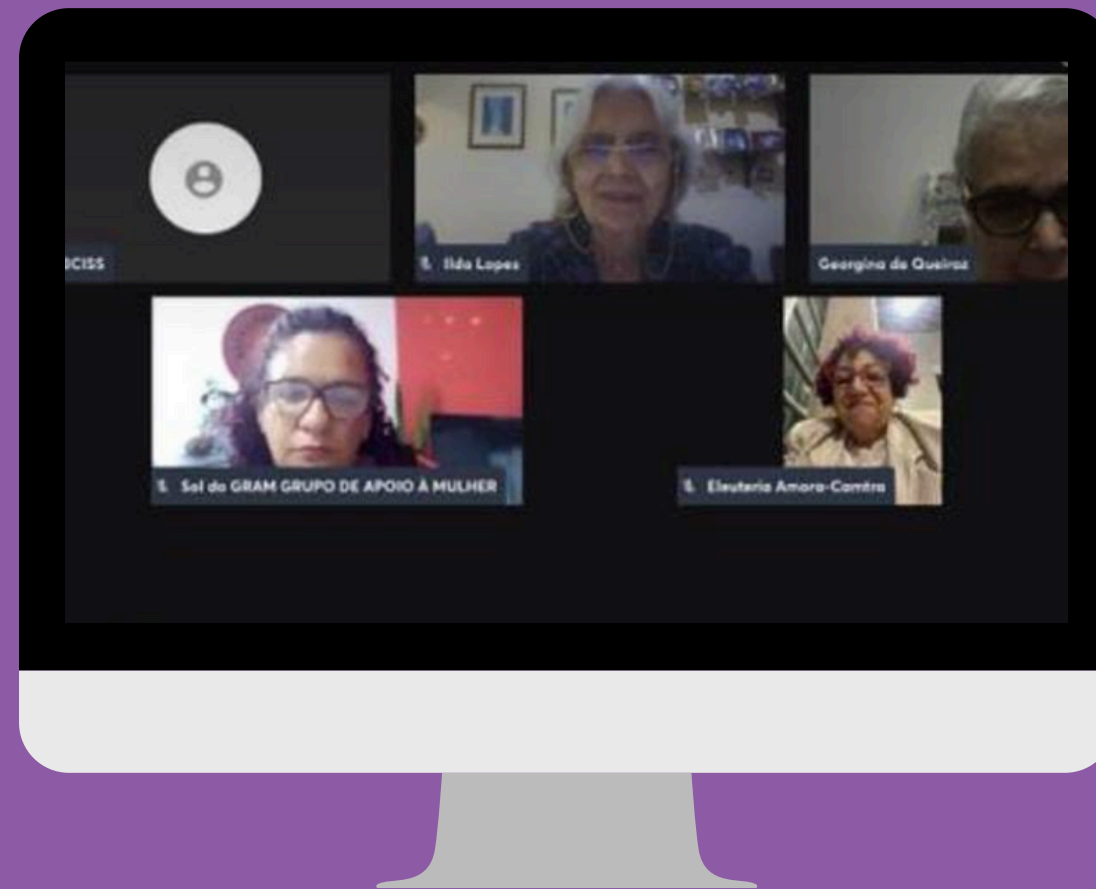 CISS
Ilda Lopes
Georgina de Queiroz
Sol do GRAM GRUPO DE APOIO À MULHER
Eleuteria Amora-Camtra